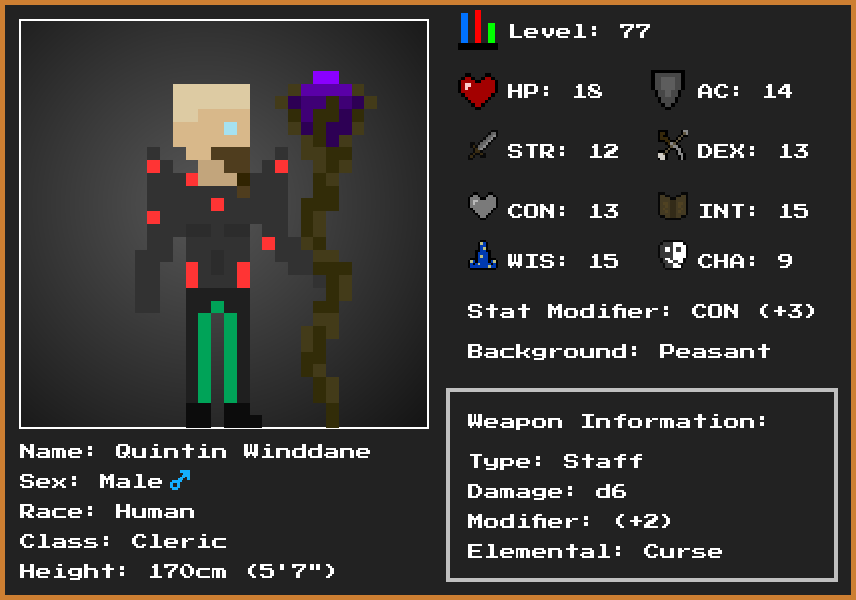 Level: 77
HP: 18 AC: 14
STR: 12 DEX: 13
CON: 13 INT: 15
WIS: 15 CHA: 9
Stat Modifier: CON (+3)
Background: Peasant
Weapon Information:
Type: Staff
Damage: d6
Modifier: (+2)
Elemental: Curse
Name: Quintin Winddane
Sex: Male ♂
Race: Human
Class: Cleric
Height: 170cm (5'7")